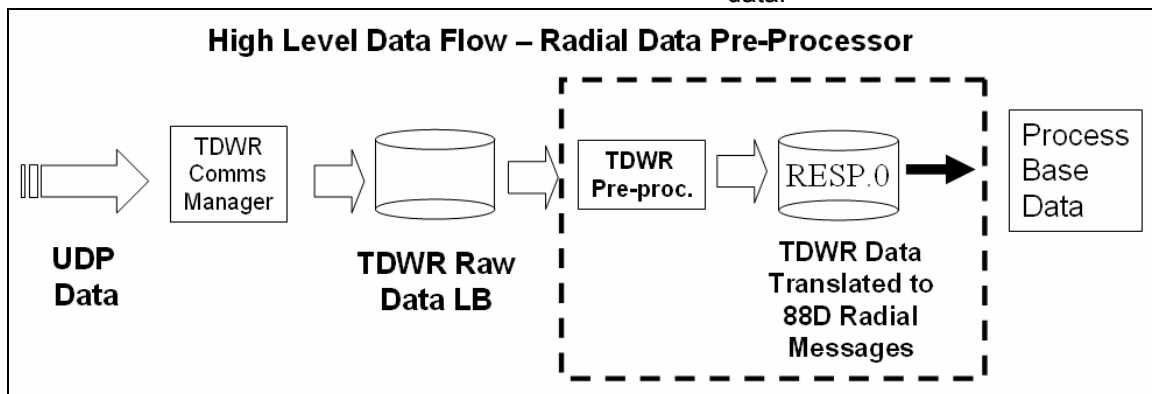 data.
High Level Data Flow – Radial Data Pre-Processor
UDP
Data
TDWR
Comms
Manager
TDWR Raw
Data LB
TDWR
Pre-proc.
RESP.0
TDWR Data
Translated to
88D Radial
Messages
Process
Base
Data